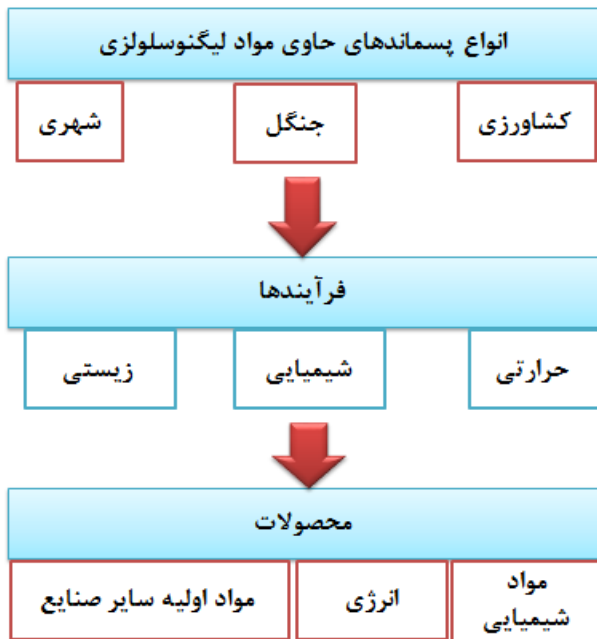 انواع پسماندهای حاوی مواد لیگنوسلولزی
کشاورزی
جنگل
شهری
فرآیندها
حرارتی
شیمیایی
زیستی
محصولات
مواد
شیمیایی
انرژی
مواد اولیه سایر صنایع